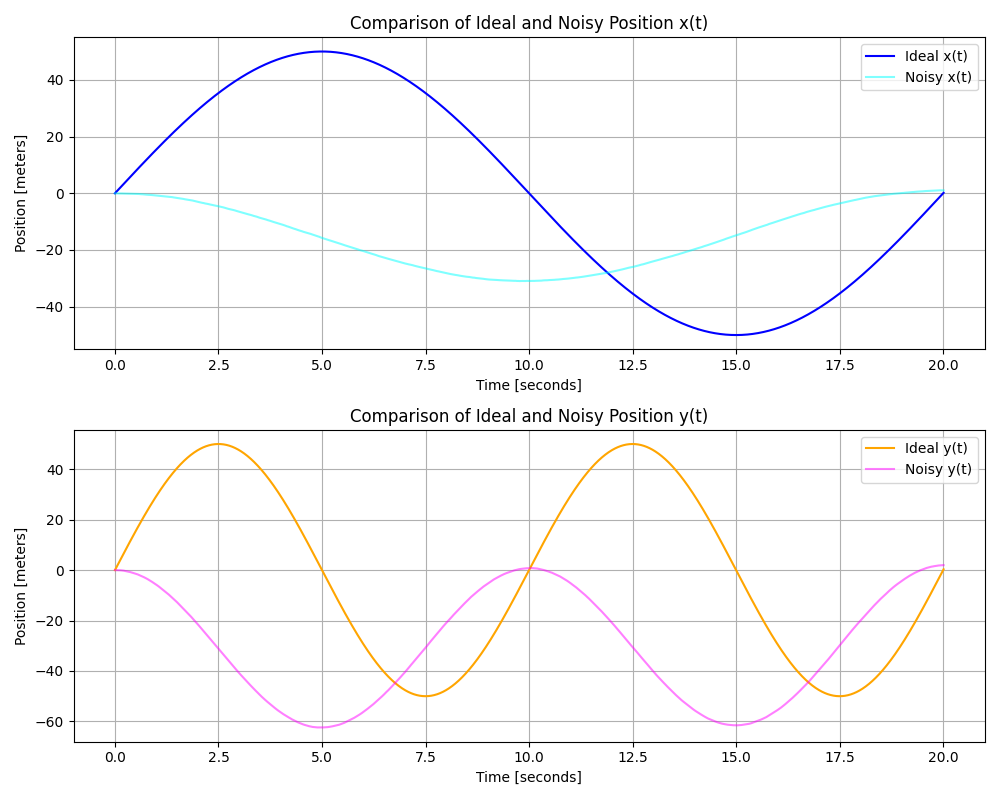 Comparison of Ideal and Noisy Position x(t)
Ideal x(t)
Noisy x(t)
Position [meters]
40
20
0
−20
−40
0.0 2.5 5.0 7.5 10.0 12.5 15.0 17.5 20.0
Time [seconds]
Comparison of Ideal and Noisy Position y(t)
Ideal y(t)
Noisy y(t)
Position [meters]
40
20
0
−20
−40
−60
0.0 2.5 5.0 7.5 10.0 12.5 15.0 17.5 20.0
Time [seconds]